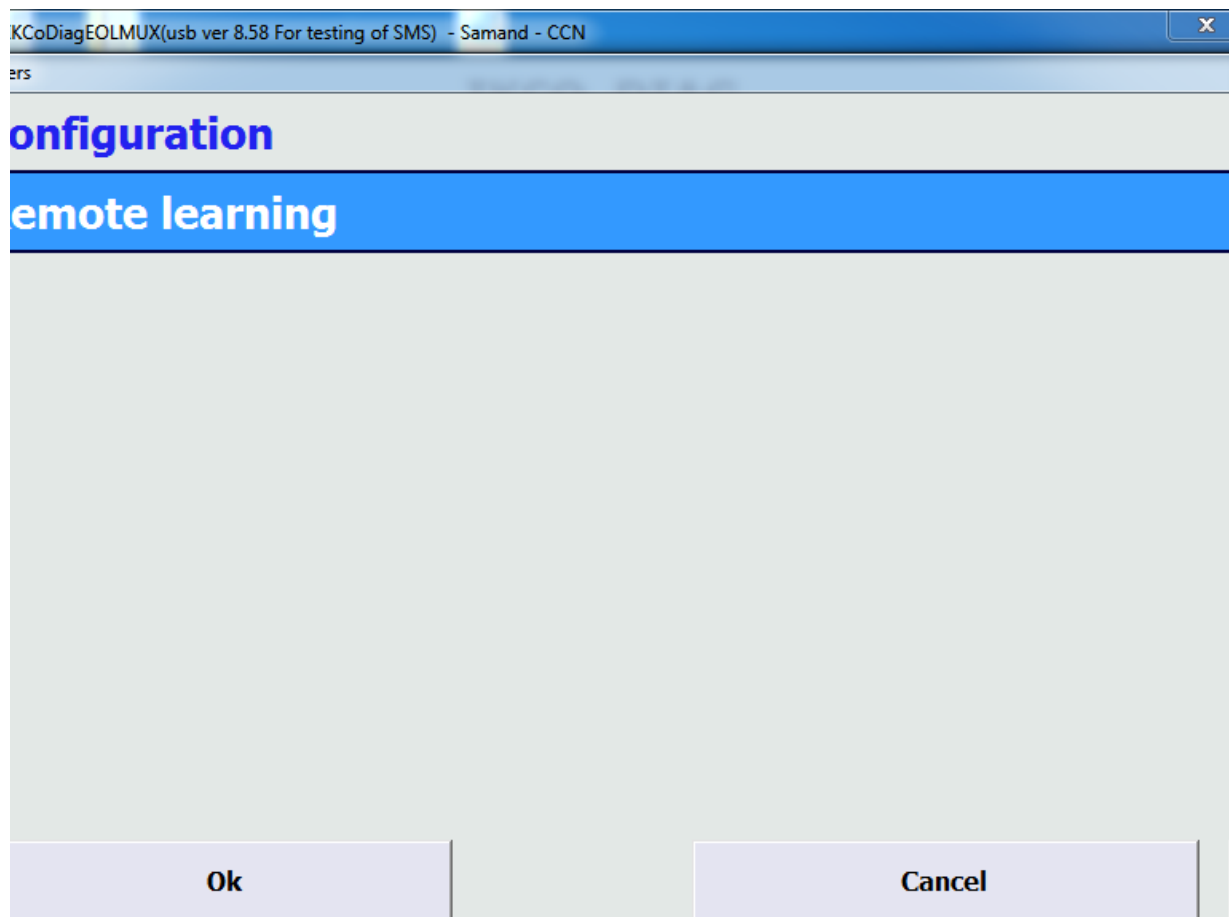 KCoDiagEOLMUX(usb ver 8.58 For testing of SMS) - Samand - CCN
ers
onfiguration
emote learning
Ok
Cancel